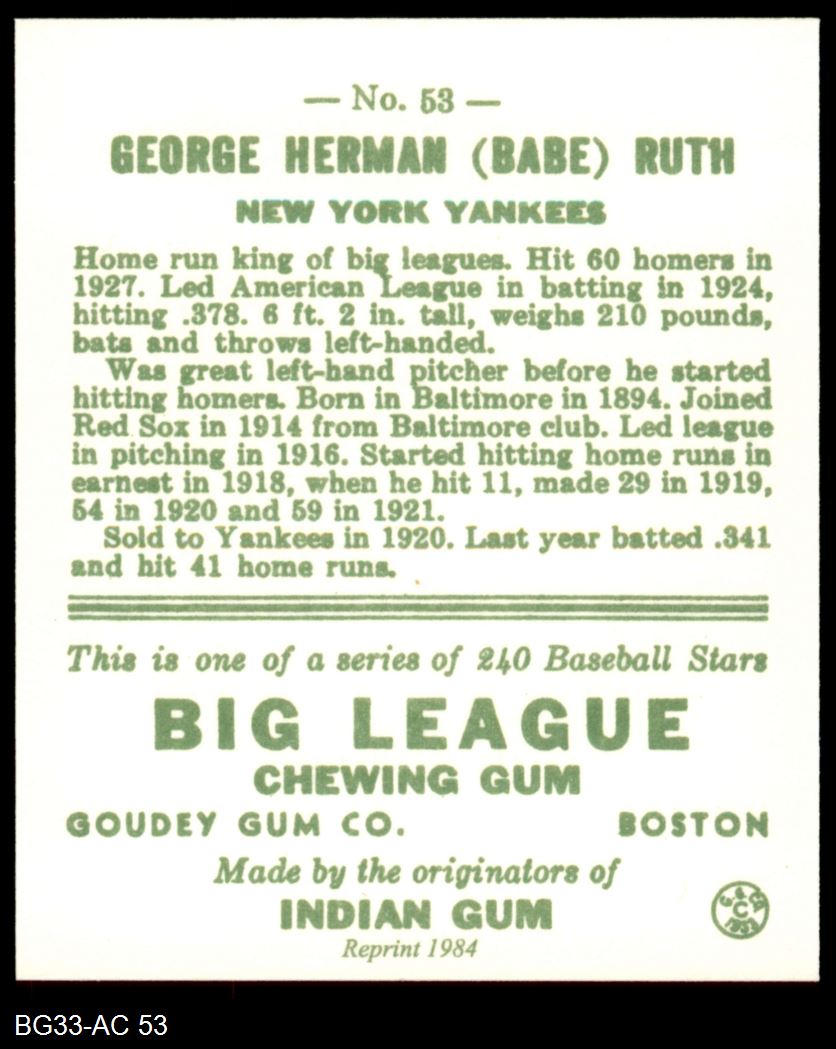 — No. 53 —
GEORGE HERMAN (BABE) RUTH
NEW YORK YANKEES
Home run king of big leagues. Hit 60 homers in
1927. Led American League in batting in 1924,
hitting .378. 6 ft. 2 in. tall, weighs 210 pounds,
bats and throws left-handed.
Was great left-hand pitcher before he started
hitting homers. Born in Baltimore in 1894. Joined
Red Sox in 1914 from Baltimore club. Led league
in pitching in 1916. Started hitting home runs in
earnest in 1918, when he hit 11, made 29 in 1919,
54 in 1920 and 59 in 1921.
Sold to Yankees in 1920. Last year batted .341
and hit 41 home runs.
This is one of a series of 240 Baseball Stars
BIG LEAGUE
CHEWING GUM
GOUDEY GUM CO. BOSTON
Made by the originators of
INDIAN GUM
Reprint 1984
BG33-AC 53